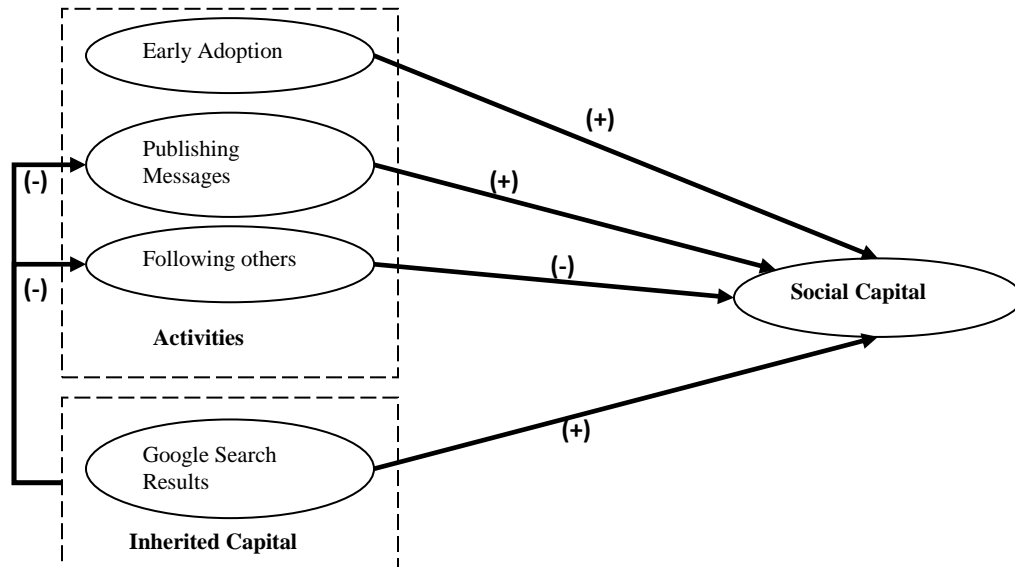 Early Adoption
(+)
Publishing
Messages
(-)
(+)
Following others
(-)
(-)
Social Capital
Activities
Google Search
Results
(+)
Inherited Capital